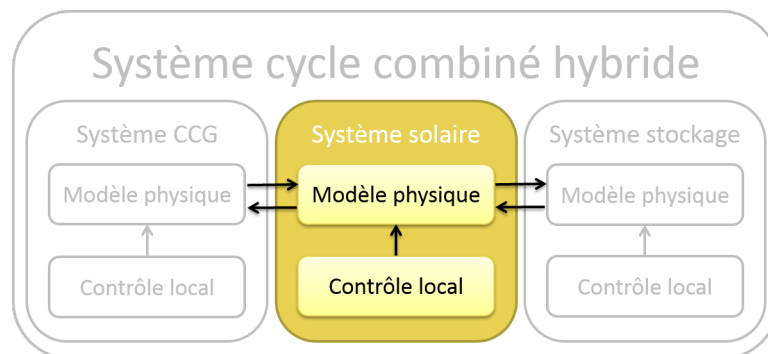 Système cycle combiné hybride
Système CCG
Système solaire
Système stockage
Modèle physique
Modèle physique
Modèle physique
Contrôle local
Contrôle local
Contrôle local